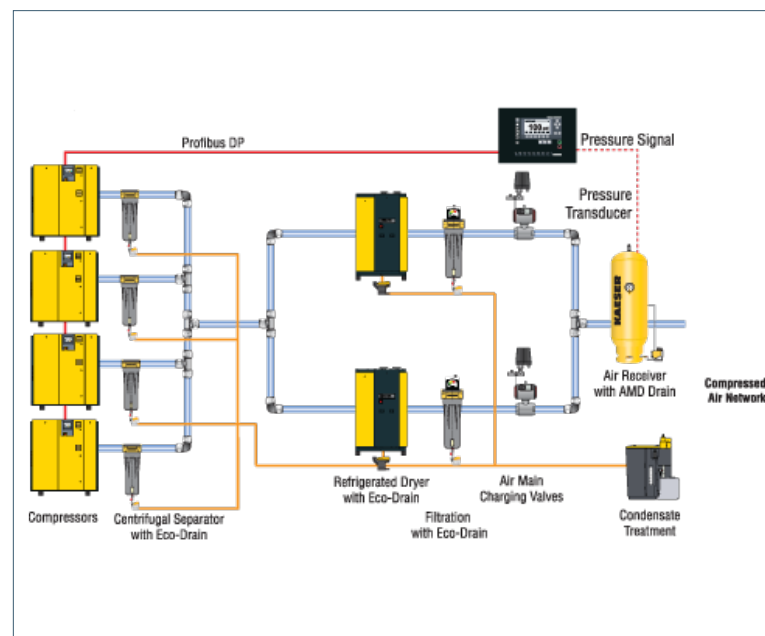 Profibus DP
100
Pressure Signal
Pressure
Transducer
KAESER
Air Receiver
with AMD Drain
Compressed
Air Network
Refrigerated Dryer
with Eco-Drain
Air Main
Charging Valves
Compressors
Centrifugal Separator
with Eco-Drain
Filtration
with Eco-Drain
Condensate
Treatment